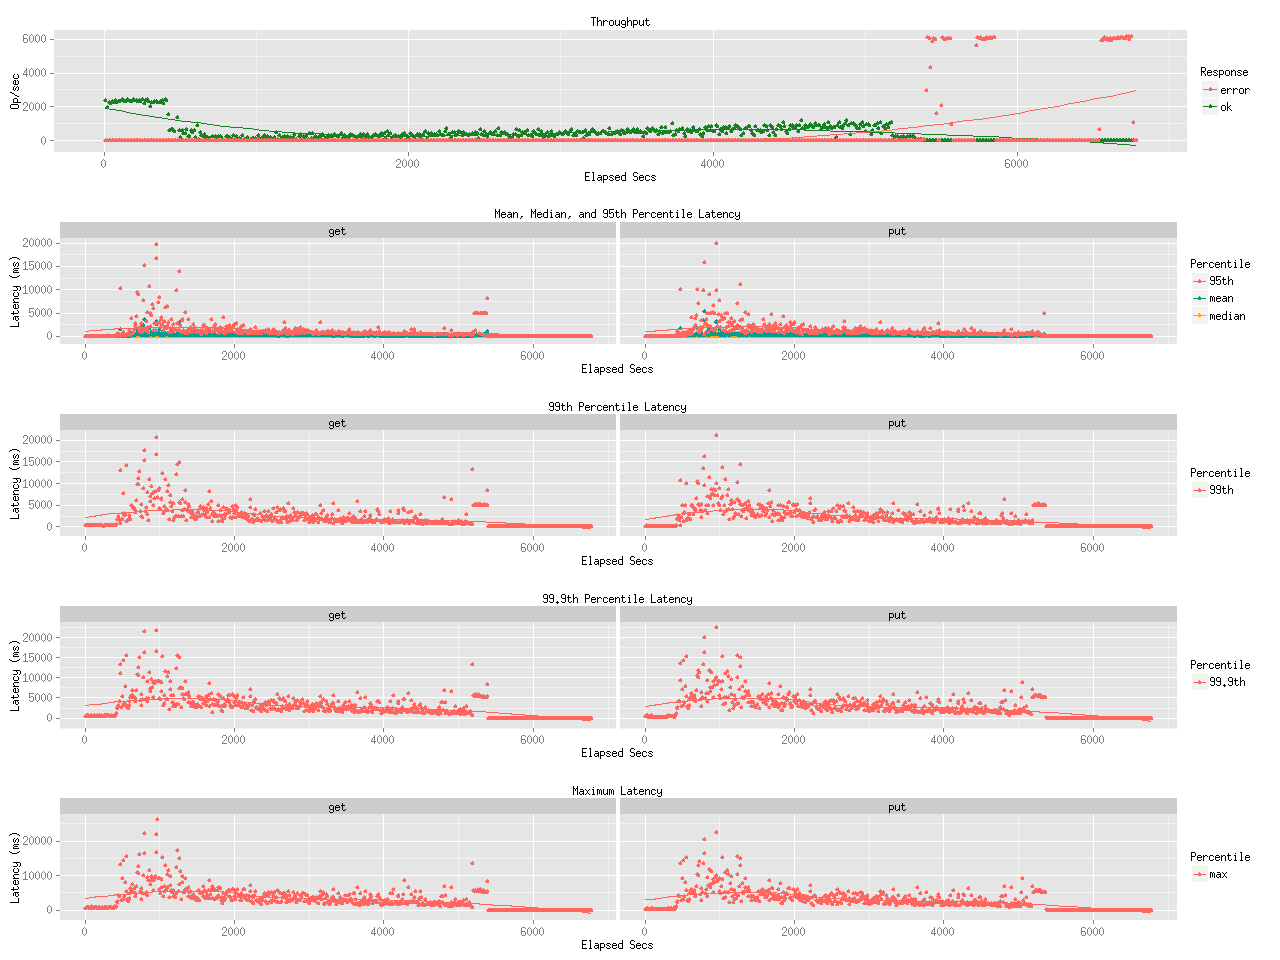 Throughput
6000
4000
2000
0
Op/sec
0 2000 4000 6000
Elapsed Secs
Response
error
ok
Mean, Median, and 95th Percentile Latency
get put
20000
15000
10000
5000
0
Latency (ms)
0 2000 4000 6000 0 2000 4000 6000
Elapsed Secs
Percentile
95th
mean
median
99th Percentile Latency
get put
20000
15000
10000
5000
0
Latency (ms)
0 2000 4000 6000 0 2000 4000 6000
Elapsed Secs
Percentile
99th
99.9th Percentile Latency
get put
20000
15000
10000
5000
0
Latency (ms)
0 2000 4000 6000 0 2000 4000 6000
Elapsed Secs
Percentile
99.9th
Maximum Latency
get put
20000
10000
0
Latency (ms)
0 2000 4000 6000 0 2000 4000 6000
Elapsed Secs
Percentile
max